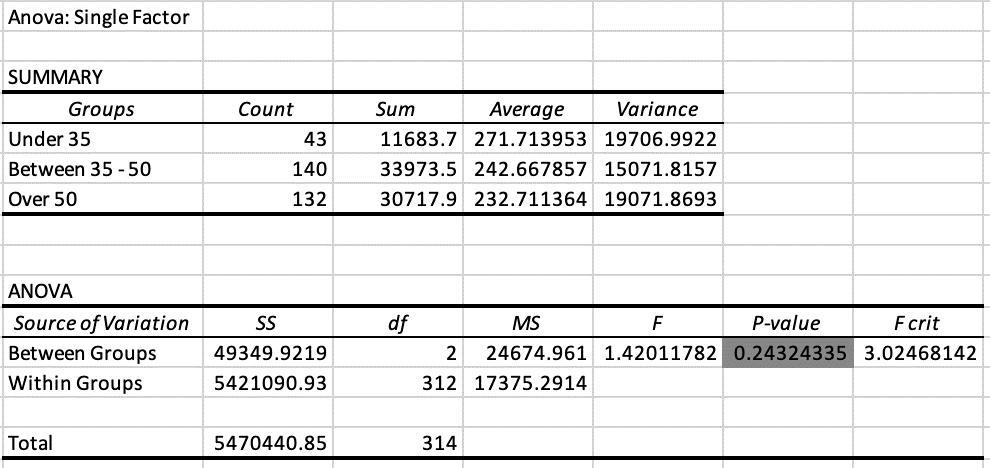 Anova: Single Factor
SUMMARY
Groups Count Sum Average Variance
Under 35 43 11683.7 271.713953 19706.9922
Between 35 - 50 140 33973.5 242.667857 15071.8157
Over 50 132 30717.9 232.711364 19071.8693
ANOVA
Source of Variation SS df MS F P-value F crit
Between Groups 49349.9219 2 24674.961 1.42011782 0.24324335 3.02468142
Within Groups 5421090.93 312 17375.2914
Total 5470440.85 314